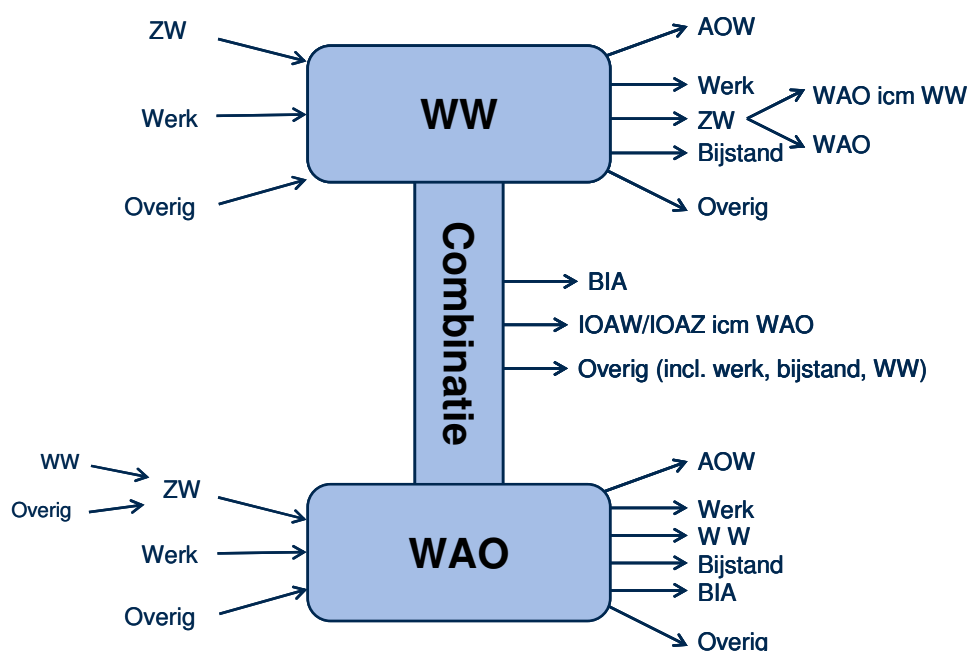 ZW
Werk
Overig
WW
AOW
Werk
ZW
Bijstand
Overig
WAO icm WW
WAO
Combinatie
BIA
IOAW/IOAZ icm WAO
Overig (incl. werk, bijstand, WW)
WW
Overig
ZW
Werk
Overig
WAO
AOW
Werk
W W
Bijstand
BIA
Overig